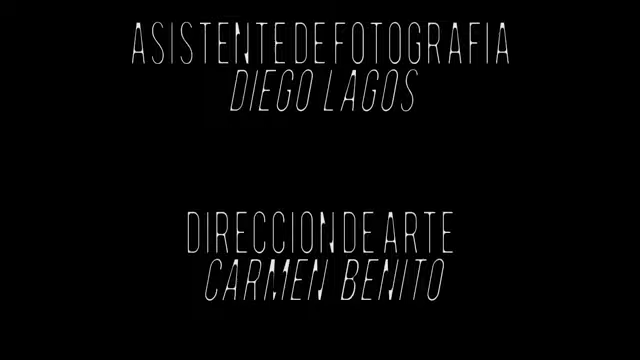 ASISTENTE DE FOTOGRAFIA
DIEGO LAGOS
DIRECCION DE ARTE
CARMEN BENITO